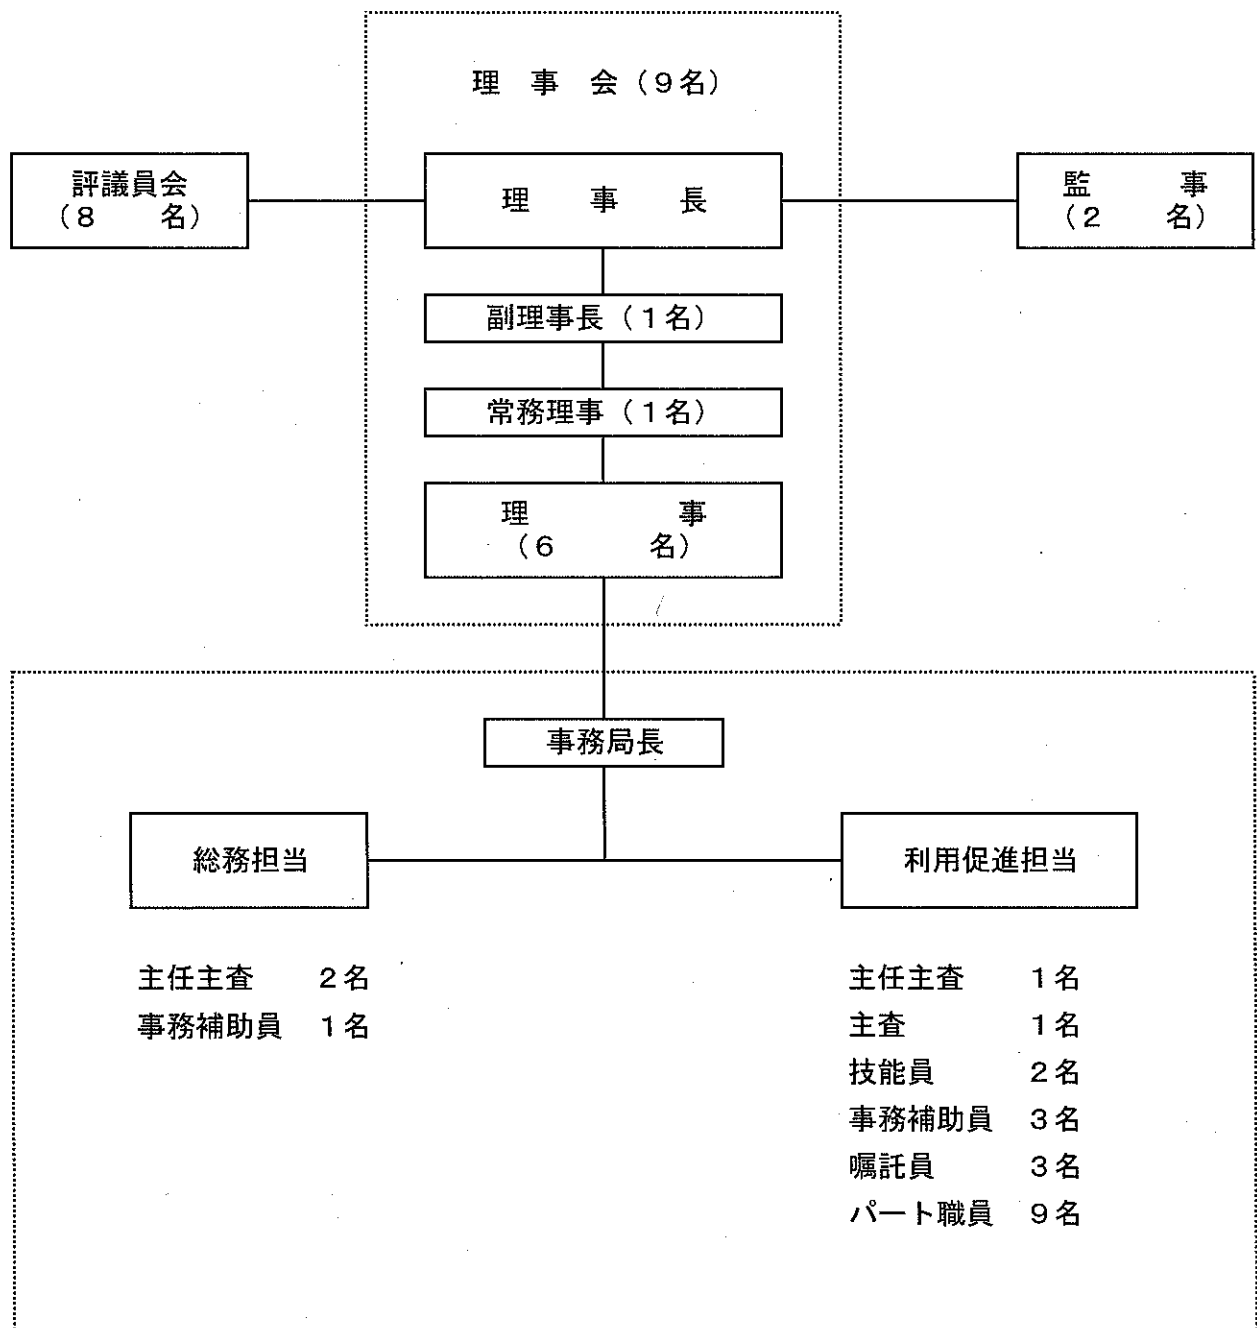 理事会（9名）
評議員会
（8名）
理事長
監事
（2名）
副理事長（1名）
常務理事（1名）
理事
（6名）
事務局長
総務担当
利用促進担当
主任主査 2名
事務補助員 1名
主任主査 1名
主査 1名
技能員 2名
事務補助員 3名
嘱託員 3名
パート職員 9名